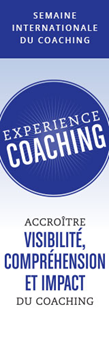 SEMAINE
INTERNATIONALE
DU COACHING
EXPERIENCE
COACHING
ACCROÎTRE
VISIBILITÉ,
COMPRÉHENSION
ET IMPACT
DU COACHING